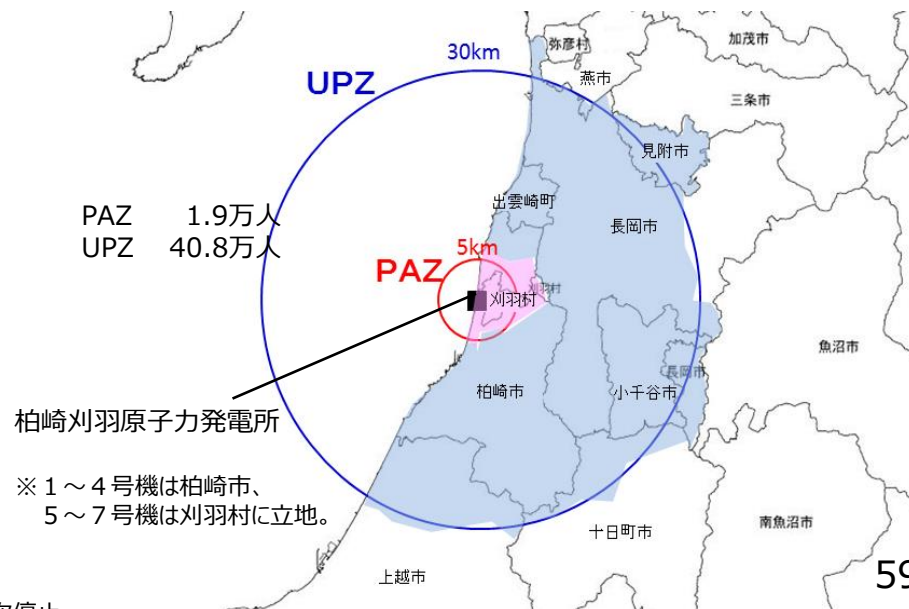 弥彦村
加茂市
30km
燕市
UPZ
三条市
見附市
出雲崎町
長岡市
PAZ 1.9万人
UPZ 40.8万人
5km
PAZ
刈羽村
刈羽村
魚沼市
長岡市
柏崎市
小千谷市
柏崎刈羽原子力発電所
※１～４号機は柏崎市、
５～７号機は刈羽村に立地。
十日町市
南魚沼市
上越市
59